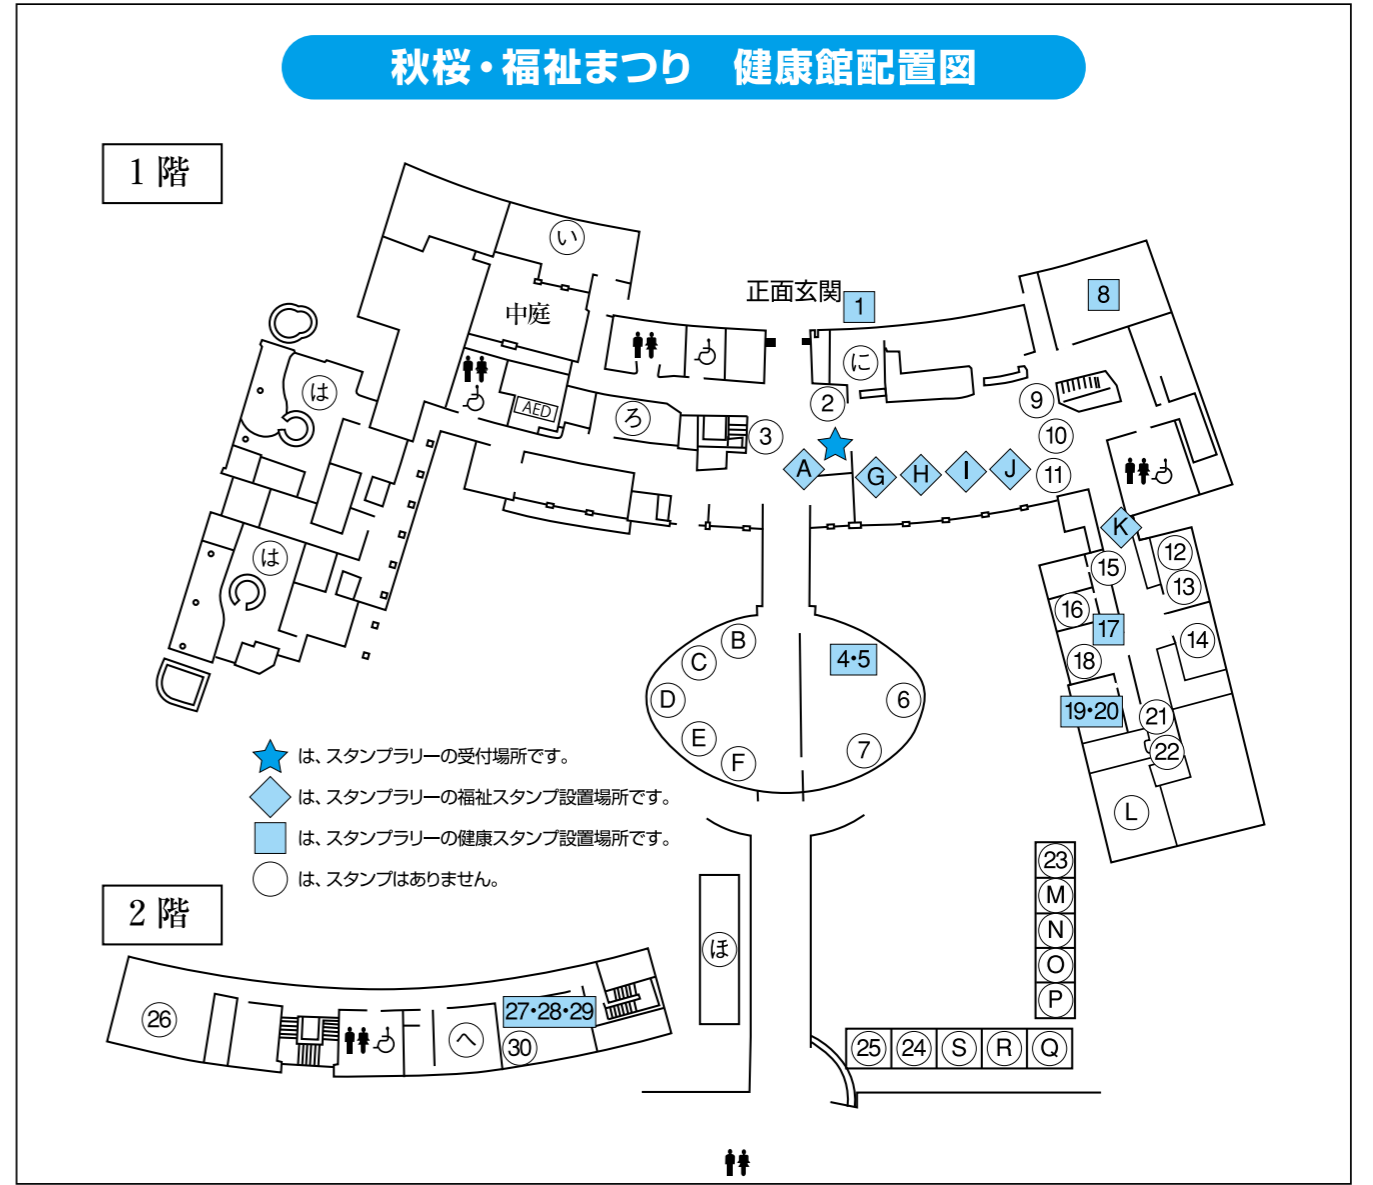 秋桜・福祉まつり　健康館配置図
1階
い
中庭
正面玄関
1
8
は
AED
ろ
3
に
2
9
10
11
A
G
H
I
J
K
12
13
15
16
17
14
18
19・20
21
22
L
は
B
C
D
E
F
4・5
6
7
は、スタンプラリーの受付場所です。
は、スタンプラリーの福祉スタンプ設置場所です。
は、スタンプラリーの健康スタンプ設置場所です。
は、スタンプはありません。
23
M
N
O
P
ほ
25
24
S
R
Q
2階
26
へ
27・28・29
30